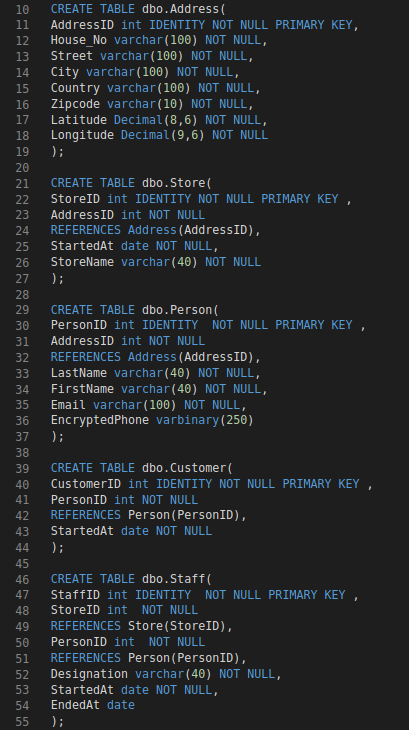 10 CREATE TABLE dbo.Address(
11 AddressID int IDENTITY NOT NULL PRIMARY KEY,
12 House_No varchar(100) NOT NULL,
13 Street varchar(100) NOT NULL,
14 City varchar(100) NOT NULL,
15 Country varchar(100) NOT NULL,
16 Zipcode varchar(10) NOT NULL,
17 Latitude Decimal(8,6) NOT NULL,
18 Longitude Decimal(9,6) NOT NULL
19 );
20
21 CREATE TABLE dbo.Store(
22 StoreID int IDENTITY NOT NULL PRIMARY KEY ,
23 AddressID int NOT NULL
24 REFERENCES Address(AddressID),
25 StartedAt date NOT NULL,
26 StoreName varchar(40) NOT NULL
27 );
28
29 CREATE TABLE dbo.Person(
30 PersonID int IDENTITY  NOT NULL PRIMARY KEY ,
31 AddressID int NOT NULL
32 REFERENCES Address(AddressID),
33 LastName varchar(40) NOT NULL,
34 FirstName varchar(40) NOT NULL,
35 Email varchar(100) NOT NULL,
36 EncryptedPhone varbinary(250)
37 );
38
39 CREATE TABLE dbo.Customer(
40 CustomerID int IDENTITY NOT NULL PRIMARY KEY ,
41 PersonID int NOT NULL
42 REFERENCES Person(PersonID),
43 StartedAt date NOT NULL
44 );
45
46 CREATE TABLE dbo.Staff(
47 StaffID int IDENTITY  NOT NULL PRIMARY KEY ,
48 StoreID int  NOT NULL
49 REFERENCES Store(StoreID),
50 PersonID int  NOT NULL
51 REFERENCES Person(PersonID),
52 Designation varchar(40) NOT NULL,
53 StartedAt date NOT NULL,
54 EndedAt date
55 );